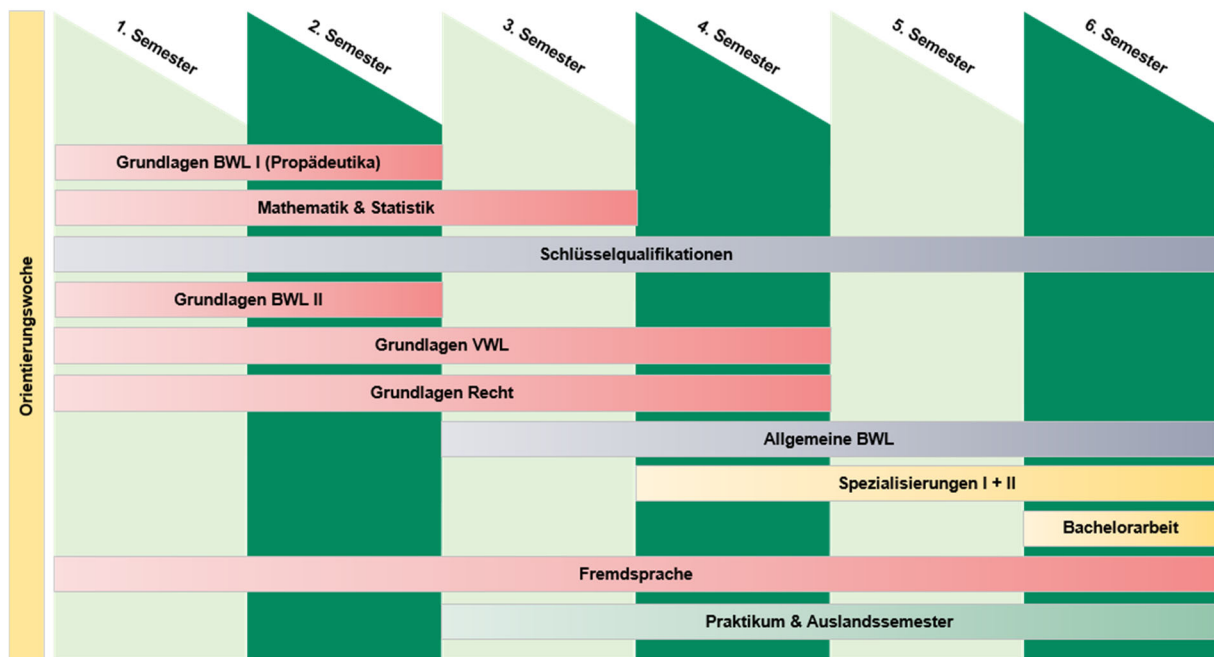 Orientierungswoche
1. Semester
2. Semester
3. Semester
4. Semester
5. Semester
6. Semester
Grundlagen BWL I (Propädeutika)
Mathematik & Statistik
Schlüsselqualifikationen
Grundlagen BWL II
Grundlagen VWL
Grundlagen Recht
Allgemeine BWL
Spezialisierungen I + II
Bachelorarbeit
Fremdsprache
Praktikum & Auslandssemester